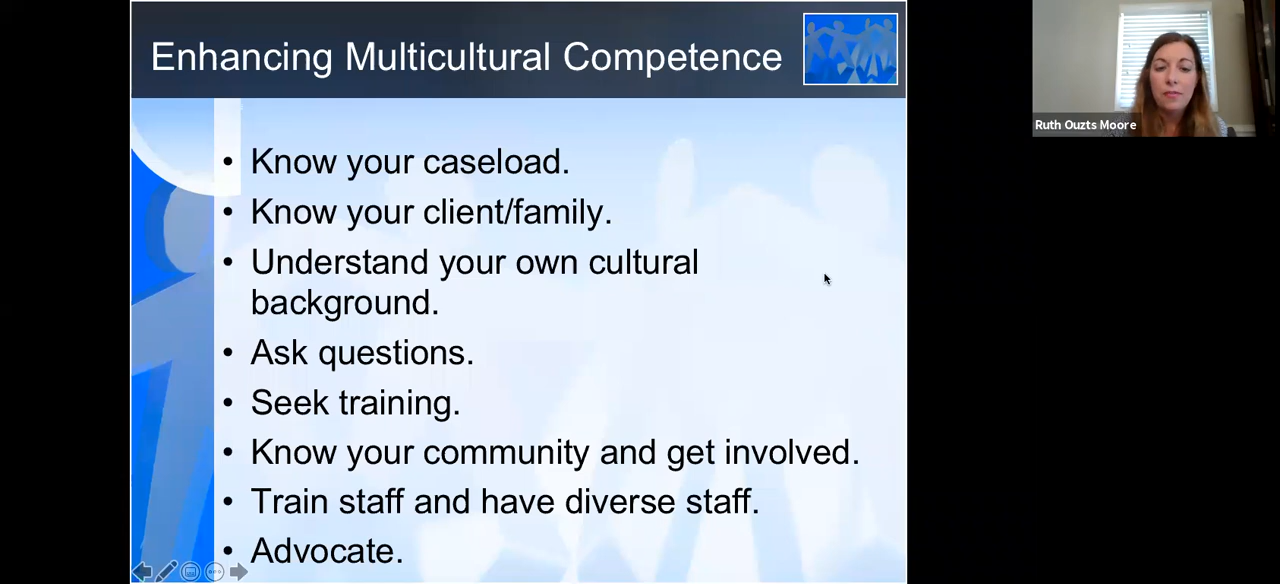 Enhancing Multicultural Competence
Ruth Ouzts Moore
• Know your caseload.
• Know your client/family.
• Understand your own cultural
background.
• Ask questions.
• Seek training.
• Know your community and get involved.
• Train staff and have diverse staff.
• Advocate.